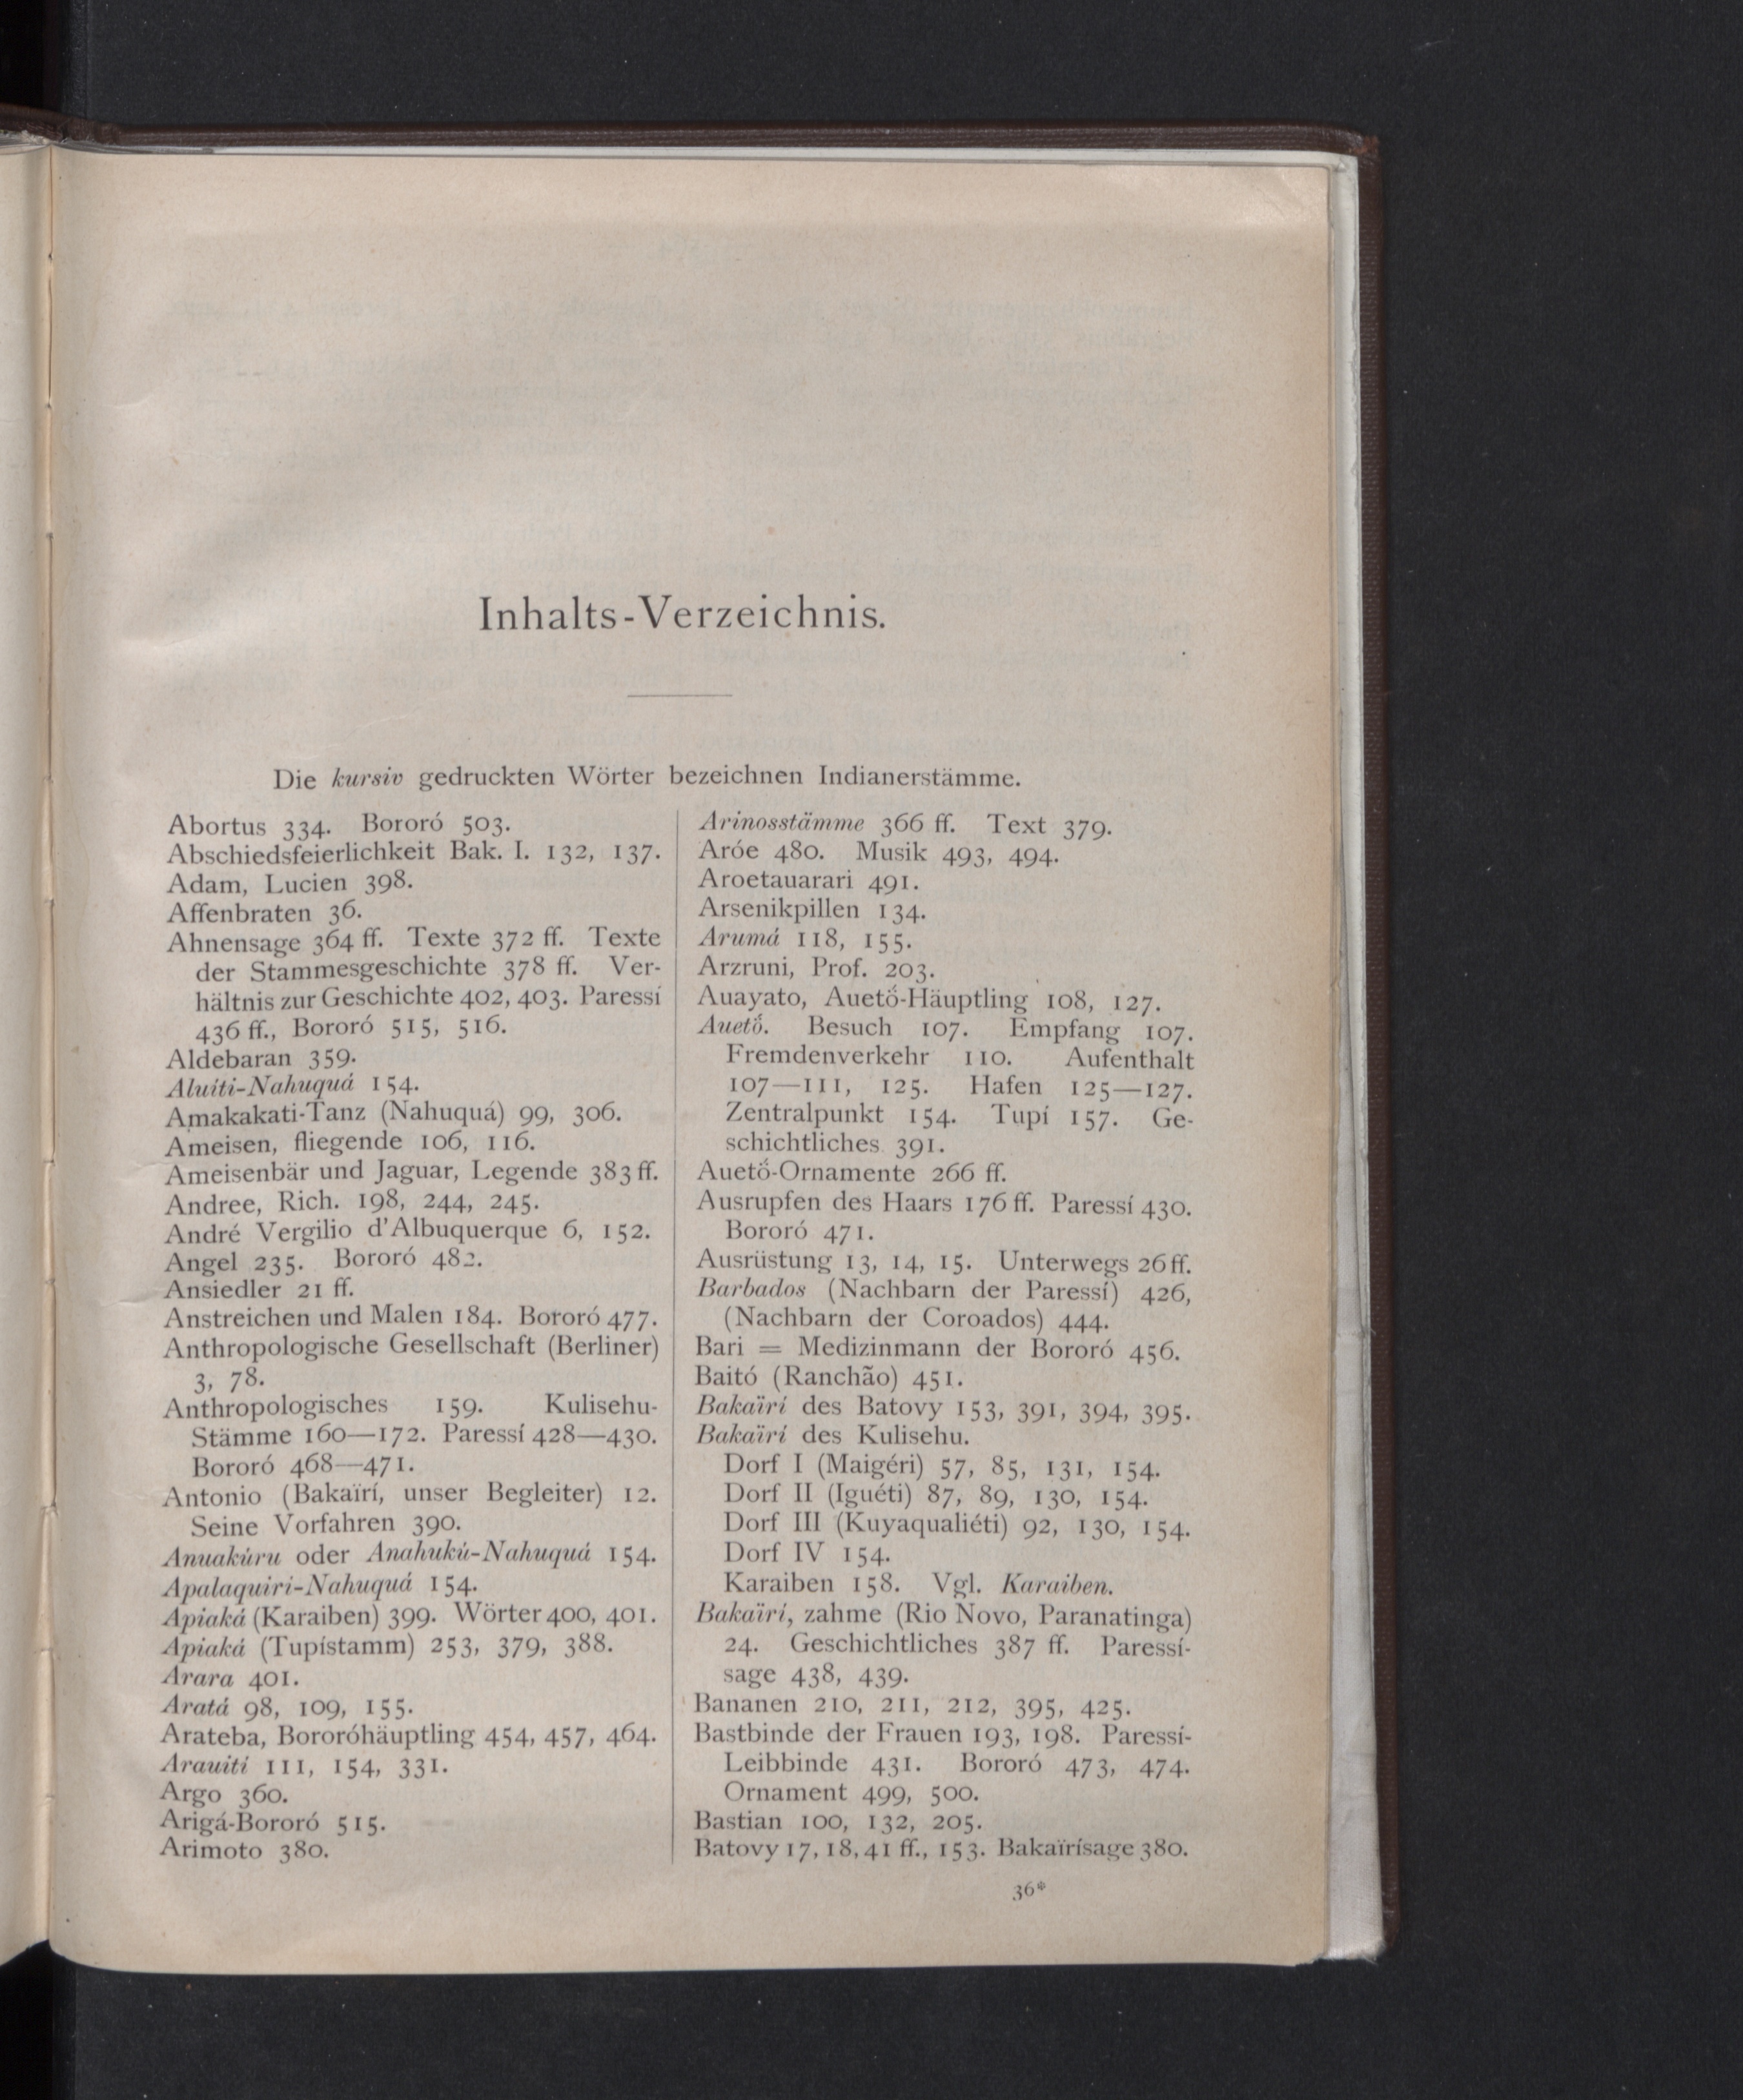 Inhalts-Verzeichnis.
Die kursiv gedruckten Wörter bezeichnen Indianerstämme.
Abortus 334. Bororó 503.
Abschiedsfeierlichkeit Bak. I. 132, 137.
Adam, Lucien 398.
Affenbraten 36.
Ahnensage 364 ff. Texte 372 ff. Texte
der Stammesgeschichte 378 ff. Ver-
hältnis zur Geschichte 402, 403. Paressí
436 ff., Bororó 515, 516.
Aldebaran 359.
Aluiti-Nahuquá 154.
Amakakati-Tanz (Nahuquá) 99, 306.
Ameisen, fliegende 106, 116.
Ameisenbär und Jaguar, Legende 383 ff.
Andree, Rich. 198, 244, 245.
André Vergilio d'Albuquerque 6, 152.
Angel 235. Bororó 482.
Ansiedler 21 ff.
Anstreichen und Malen 184. Bororó 477.
Anthropologische Gesellschaft (Berliner)
3, 78.
Anthropologisches 159. Kulisehu-
Stämme 160—172. Paressí 428—430.
Bororó 468—471.
Antonio (Bakaïrí, unser Begleiter) 12.
Seine Vorfahren 390.
Anuakúru oder Anahukú-Nahuquá 154.
Apalaquiri-Nahuquá 154.
Apiaká (Karaiben) 399. Wörter 400, 401.
Apiaká (Tupístamm) 253, 379, 388.
Arara 401.
Aratá 98, 109, 155.
Arateba, Bororóhäuptling 454, 457, 464.
Arauití 111, 154, 331.
Argo 360.
Arigá-Bororó 515.
Arimoto 380.
Arinosstämme 366 ff. Text 379.
Aróe 480. Musik 493, 494.
Aroetauarari 491.
Arsenikpillen 134.
Arumá 118, 155.
Arzruni, Prof. 203.
Auayato, Auetö́-Häuptling 108, 127.
Auetö́. Besuch 107. Empfang 107.
Fremdenverkehr 110. Aufenthalt
107—111, 125. Hafen 125—127.
Zentralpunkt 154. Tupí 157. Ge-
schichtliches 391.
Auetö́-Ornamente 266 ff.
Ausrupfen des Haars 176 ff. Paressí 430.
Bororó 471.
Ausrüstung 13, 14, 15. Unterwegs 26 ff.
Barbados (Nachbarn der Paressí) 426,
(Nachbarn der Coroados) 444.
Bari = Medizinmann der Bororó 456.
Baitó (Ranchão) 451.
Bakaïrí des Batovy 153, 391, 394, 395.
Bakaïrí des Kulisehu.
Dorf I (Maigéri) 57, 85, 131, 154.
Dorf II (Iguéti) 87, 89, 130, 154.
Dorf III (Kuyaqualiéti) 92, 130, 154.
Dorf IV 154.
Karaiben 158. Vgl. Karaiben.
Bakaïrí, zahme (Rio Novo, Paranatinga)
24. Geschichtliches 387 ff. Paressí-
sage 438, 439.
Bananen 210, 211, 212, 395, 425.
Bastbinde der Frauen 193, 198. Paressí-
Leibbinde 431. Bororó 473, 474.
Ornament 499, 500.
Bastian 100, 132, 205.
Batovy 17, 18, 41 ff., 153. Bakaïrísage 380.
36*